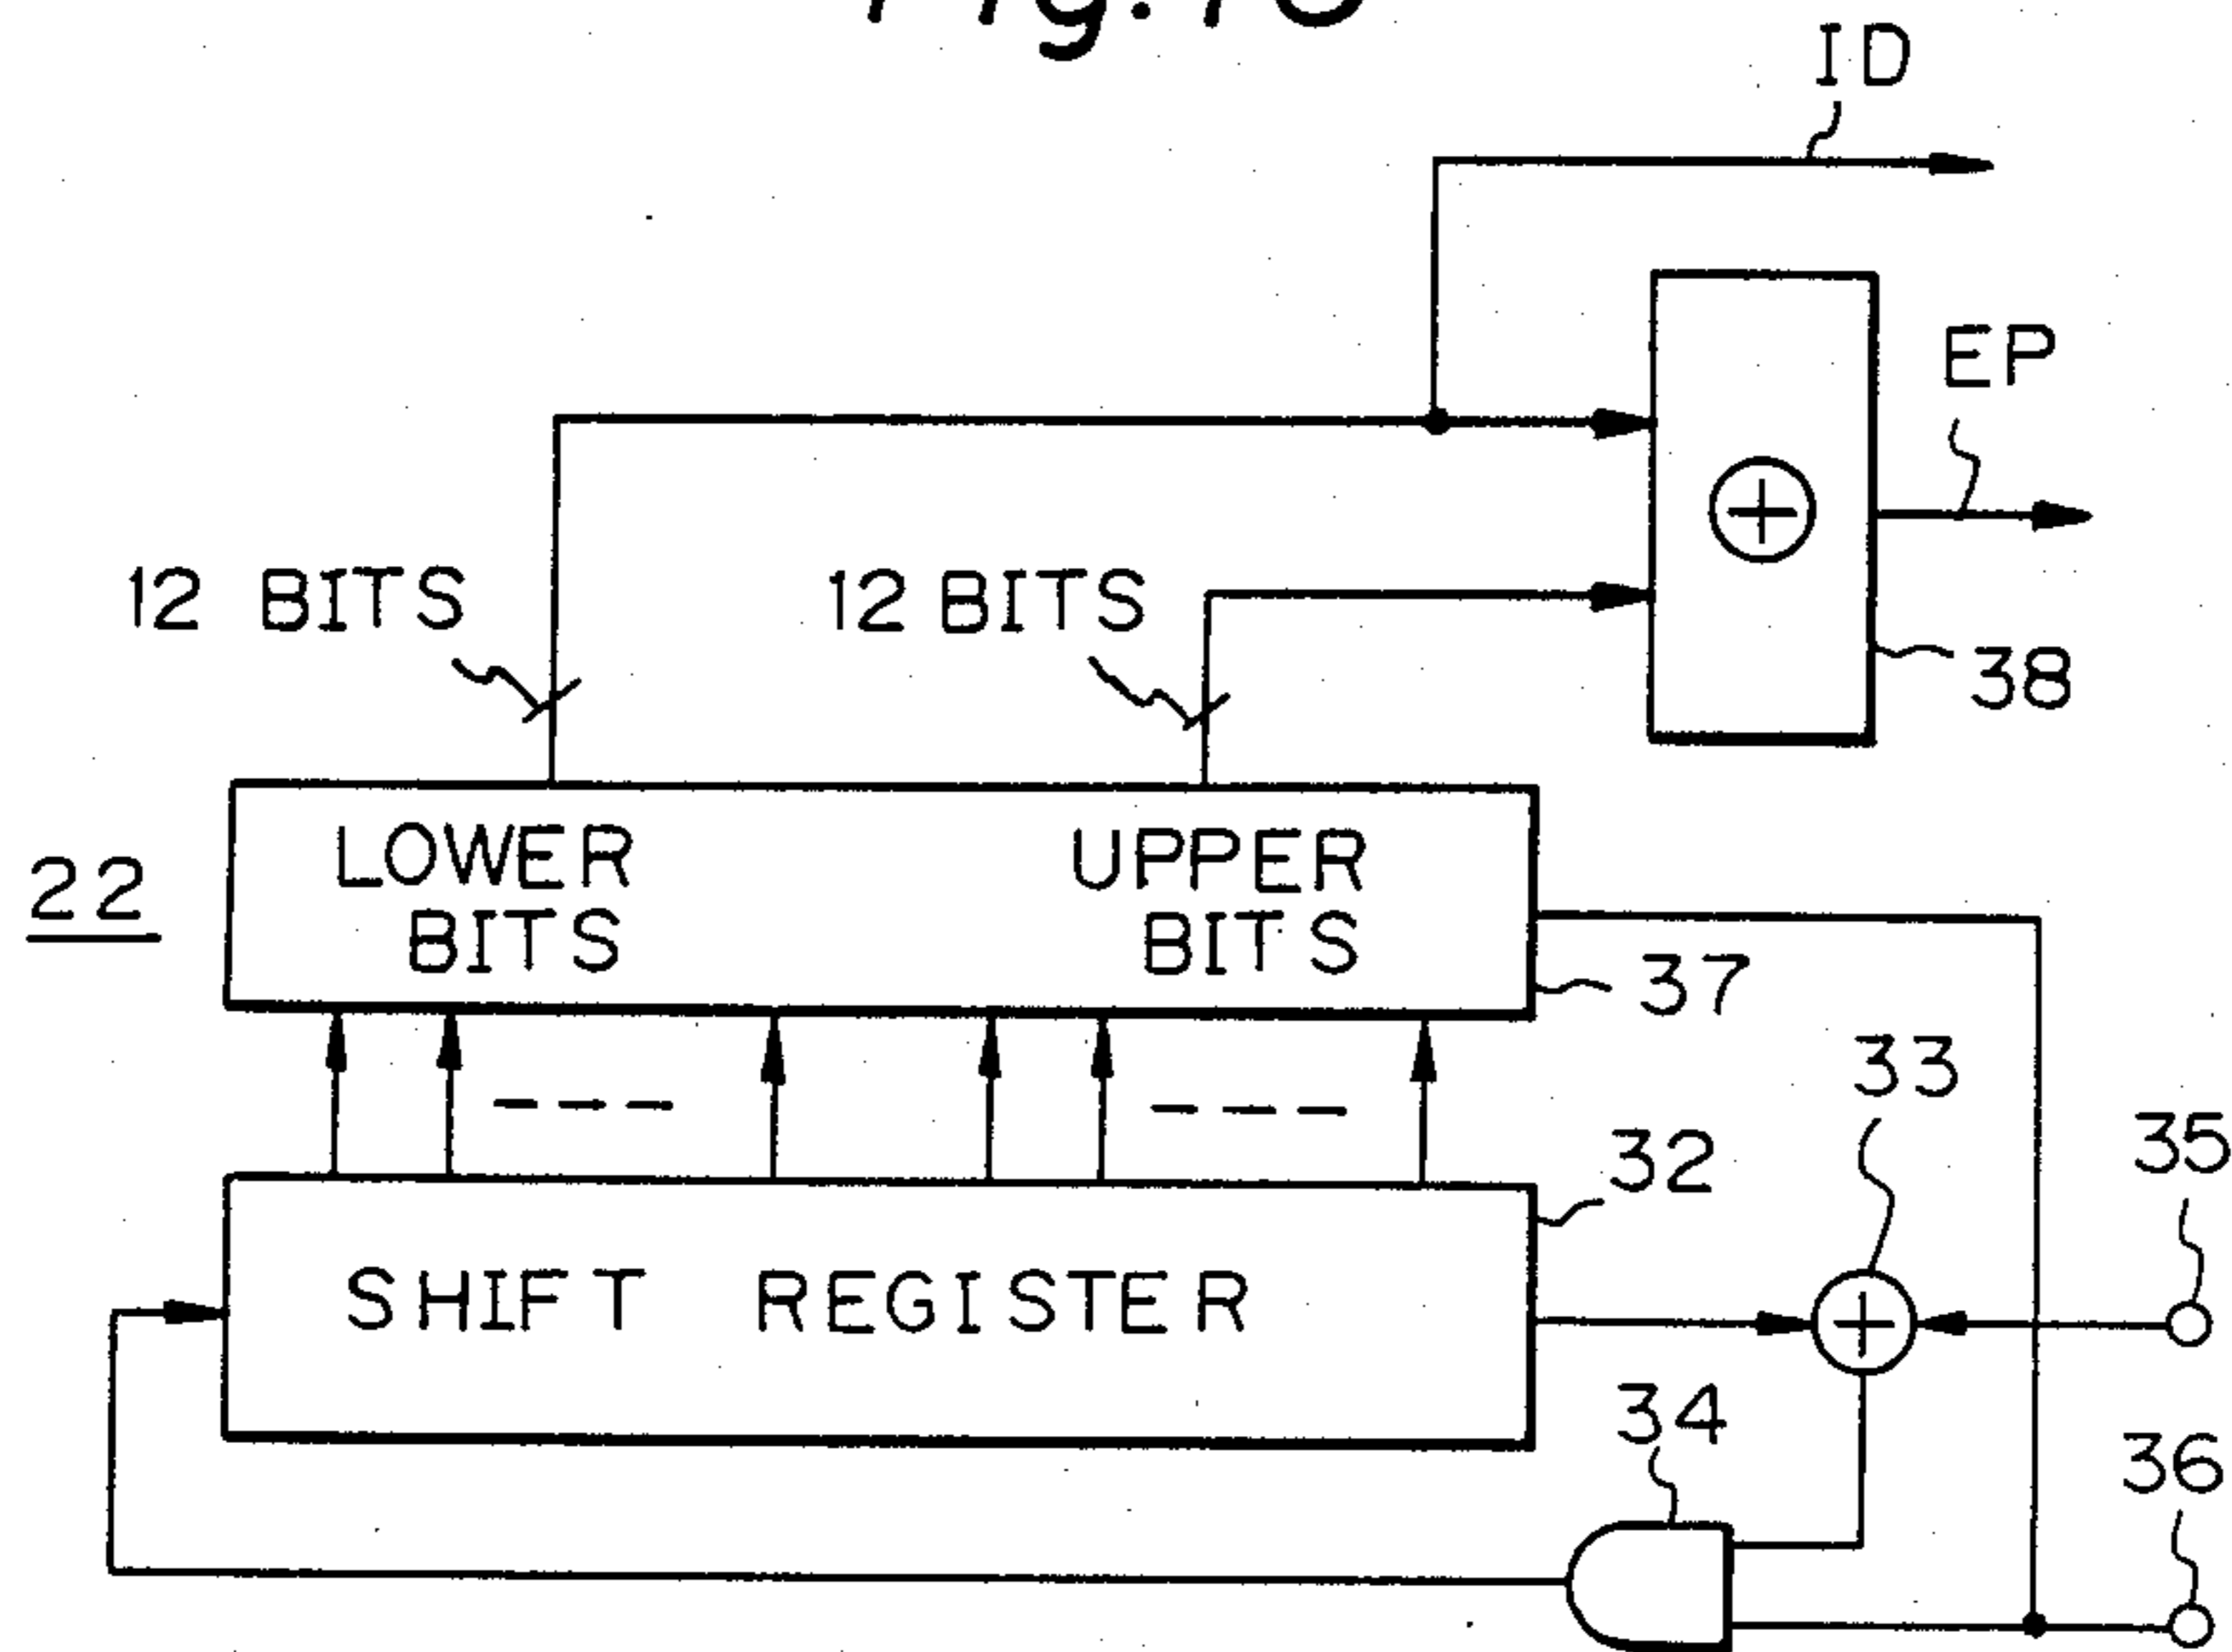 ID
EP
12 BITS
12 BITS
38
LOWER
BITS
UPPER
BITS
22
37
33
32
35
SHIFT REGISTER
34
36